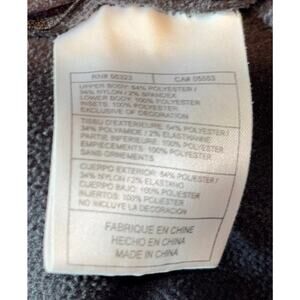 RN# 56323 CA# 05553
UPPER BODY: 64% POLYESTER /
34% NYLON / 2% SPANDEX
LOWER BODY: 100% POLYESTER
INSETS: 100% POLYESTER
EXCLUSIVE OF DECORATION
TISSU D'EXTERIEURE: 64% POLYESTER /
34% POLYAMIDE / 2% ELASTHANNE
PARTIE INFERIEURE: 100% POLYESTER
EMPIECEMENTS: 100% POLYESTER
SANS ORNEMENTS
CUERPO EXTERIOR: 64% POLIESTER /
34% NYLON / 2% ELASTINO
CUERPO BAJO: 100% POLIESTER
INJERTOS: 100% POLIESTER
NO INCLUYE LA DECORACION
FABRIQUE EN CHINE
HECHO EN CHINA
MADE IN CHINA